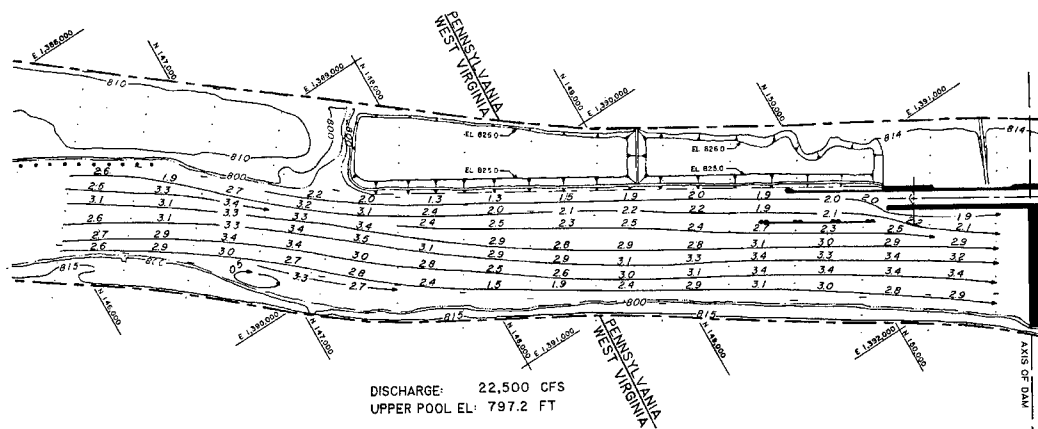 E 1,388,000
N 147,000
E 1,389,000
N 148,000
PENNSYLVANIA
WEST VIRGINIA
N 149,000
E 1,390,000
N 150,000
E 1,391,000
810
810
800
EL 825.0
EL 826.0
814
814
EL 825.0
EL 825.0
800
2.6 1.9 2.7 2.2 2.0 1.3 1.3 1.5 1.9 2.0 1.9 2.0 2.0
2.5 3.3 3.4 3.2 3.1 2.4 2.0 2.1 2.2 2.2 1.9 2.1 2.2 1.9
3.1 3.1 3.3 3.3 3.4 2.4 2.5 2.3 2.5 2.4 2.7 2.3 2.5 2.1
2.6 3.1 3.3 3.4 3.5 3.1 2.9 2.8 2.9 2.8 3.1 3.0 2.9 2.9
2.7 2.9 3.4 3.4 3.0 2.8 2.9 2.9 3.1 3.3 3.4 3.3 3.4 3.2
2.6 2.9 3.0 2.7 2.8 2.5 2.6 3.0 3.1 3.4 3.4 3.4 3.4
3.3 2.7 2.4 1.5 1.9 2.4 2.9 3.1 3.0 2.8 2.9
815
800
815
815
N 146,000
E 1,390,000
N 147,000
N 148,000
E 1,391,000
PENNSYLVANIA
WEST VIRGINIA
N 149,000
E 1,392,000
N 150,000
AXIS OF DAM
DISCHARGE: 22,500 CFS
UPPER POOL EL: 797.2 FT